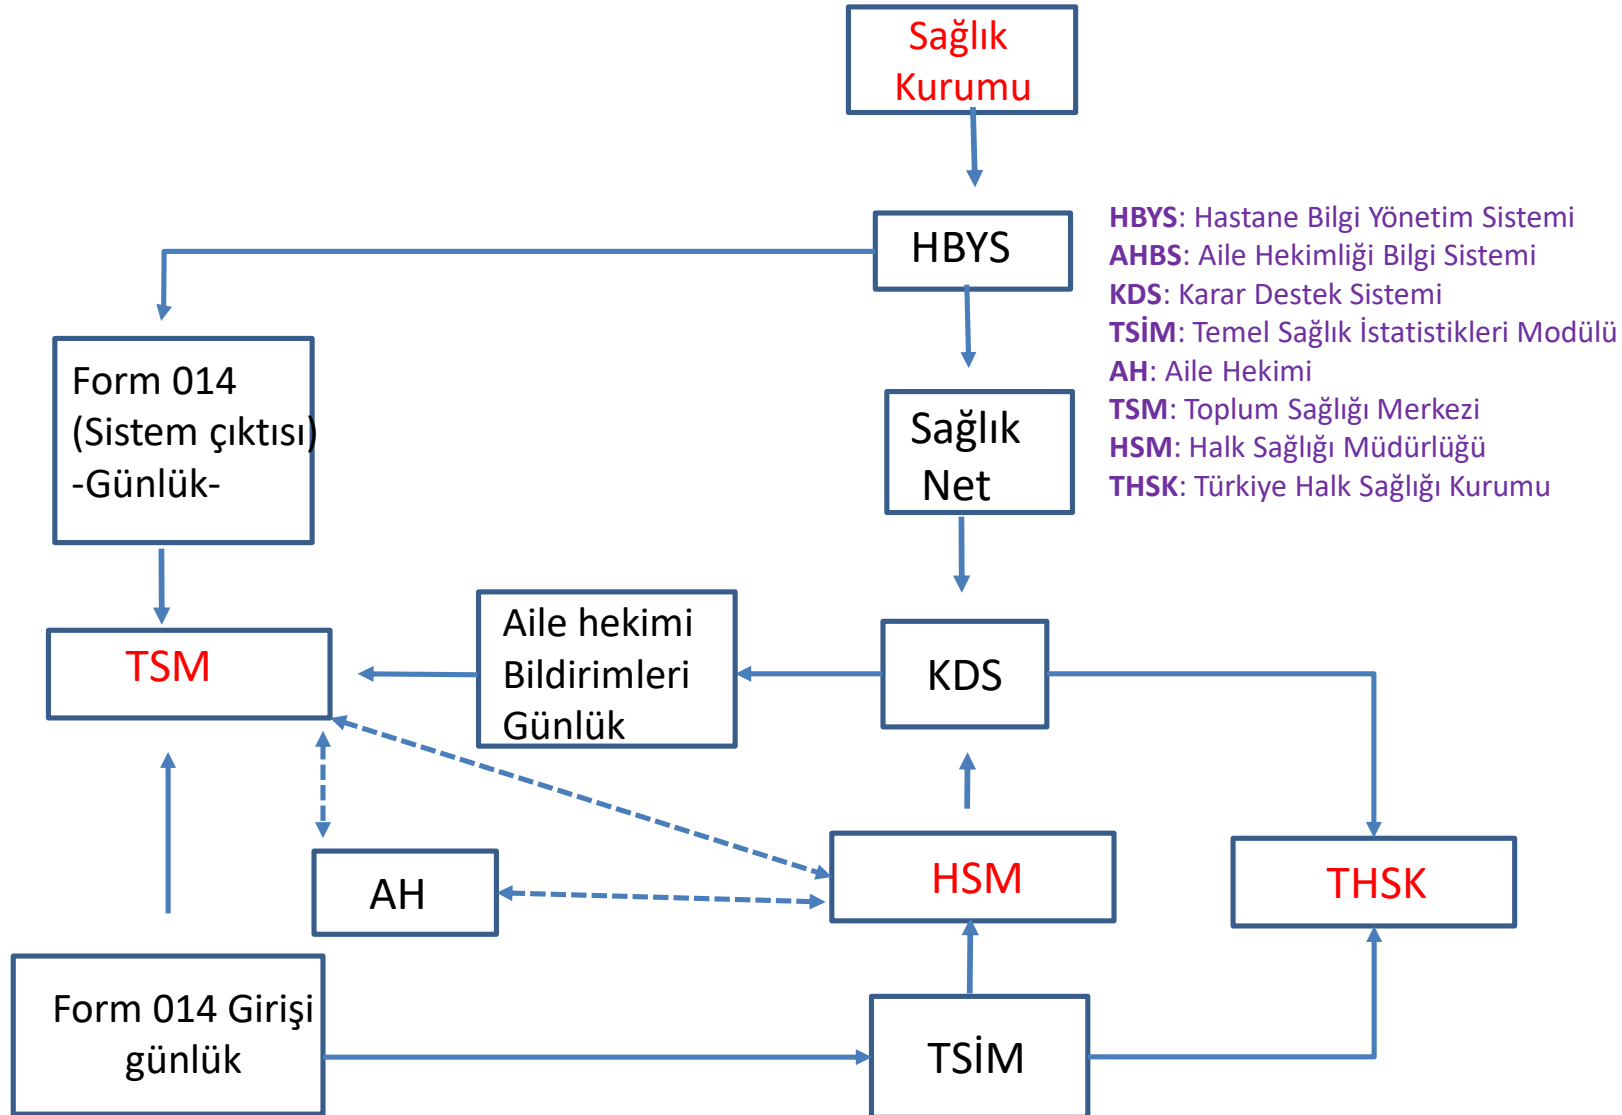 Sağlık
Kurumu
HBYS
HBYS: Hastane Bilgi Yönetim Sistemi
AHBS: Aile Hekimliği Bilgi Sistemi
KDS: Karar Destek Sistemi
TSİM: Temel Sağlık İstatistikleri Modülü
AH: Aile Hekimi
TSM: Toplum Sağlığı Merkezi
HSM: Halk Sağlığı Müdürlüğü
THSK: Türkiye Halk Sağlığı Kurumu
Form 014
(Sistem çıktısı)
-Günlük-
Sağlık
Net
TSM
Aile hekimi
Bildirimleri
Günlük
KDS
AH
HSM
THSK
Form 014 Girişi
günlük
TSİM